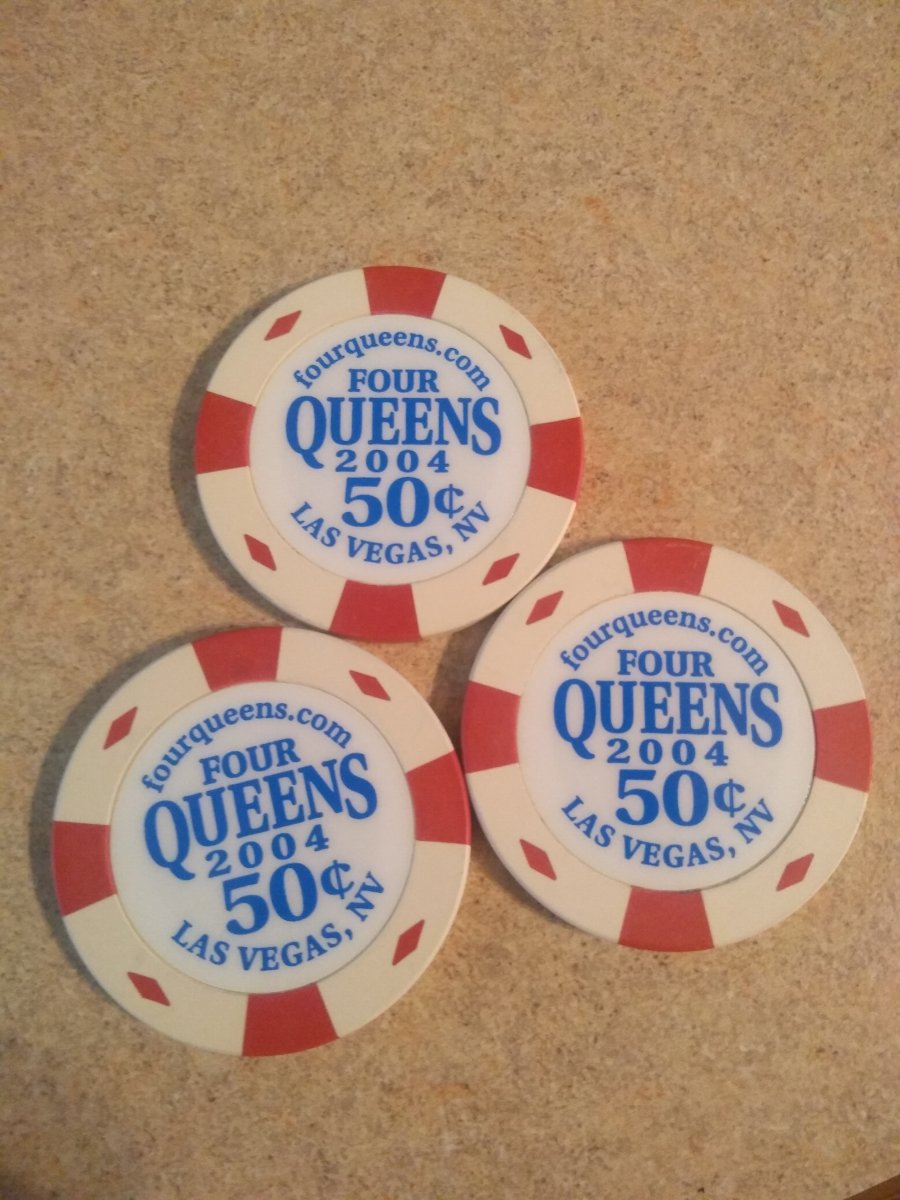 fourqueens.com
FOUR
QUEENS
2004
50¢
LAS VEGAS, NV
fourqueens.com
FOUR
QUEENS
2004
50¢
LAS VEGAS, NV
fourqueens.com
FOUR
QUEENS
2004
50¢
LAS VEGAS, NV